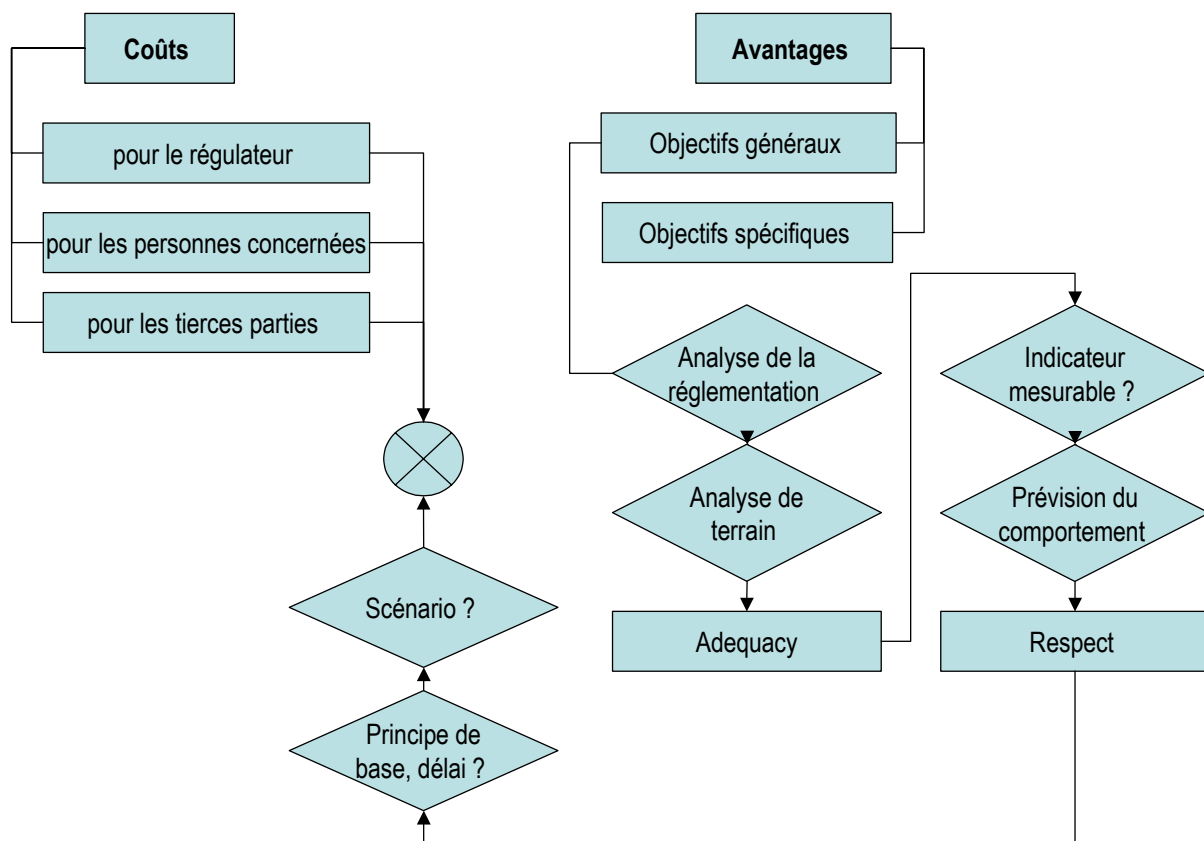 Coûts
pour le régulateur
pour les personnes concernées
pour les tierces parties
Avantages
Objectifs généraux
Objectifs spécifiques
Analyse de la
réglementation
Analyse de
terrain
Adequacy
Indicateur
mesurable ?
Prévision du
comportement
Respect
Scénario ?
Principe de
base, délai ?